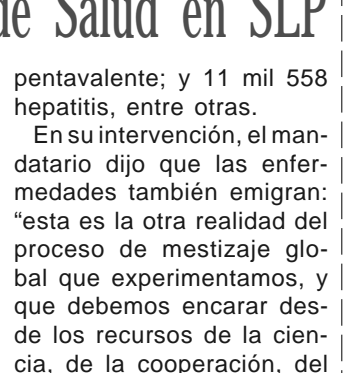 de Salud en SLP
pentavalente; y 11 mil 558
hepatitis, entre otras.
En su intervención, el man-
datario dijo que las enfer-
medades también emigran:
“esta es la otra realidad del
proceso de mestizaje glo-
bal que experimentamos, y
que debemos encarar des-
de los recursos de la cien-
cia, de la cooperación, del